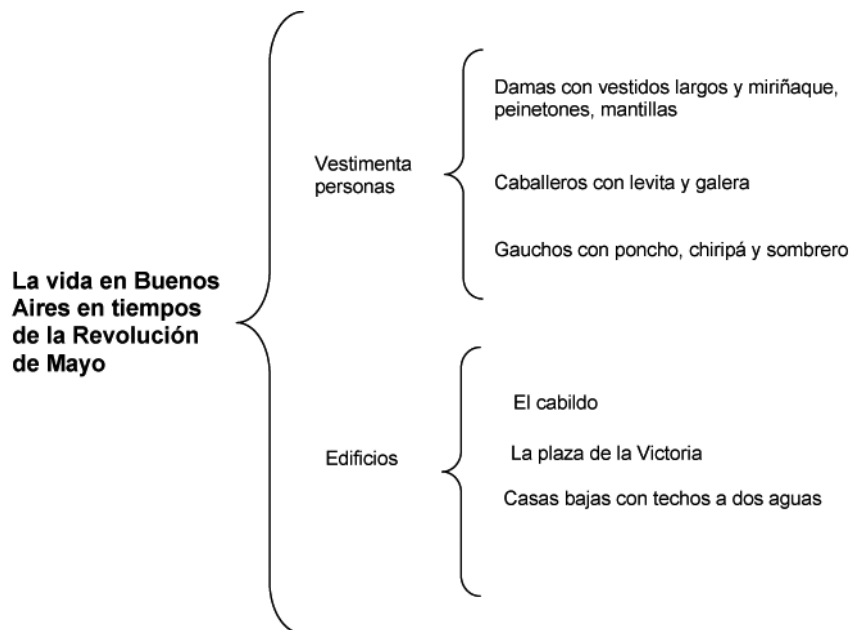 La vida en Buenos
Aires en tiempos
de la Revolución
de Mayo
Vestimenta
personas
Damas con vestidos largos y miriñaque,
peinetones, mantillas
Caballeros con levita y galera
Gauchos con poncho, chiripá y sombrero
Edificios
El cabildo
La plaza de la Victoria
Casas bajas con techos a dos aguas